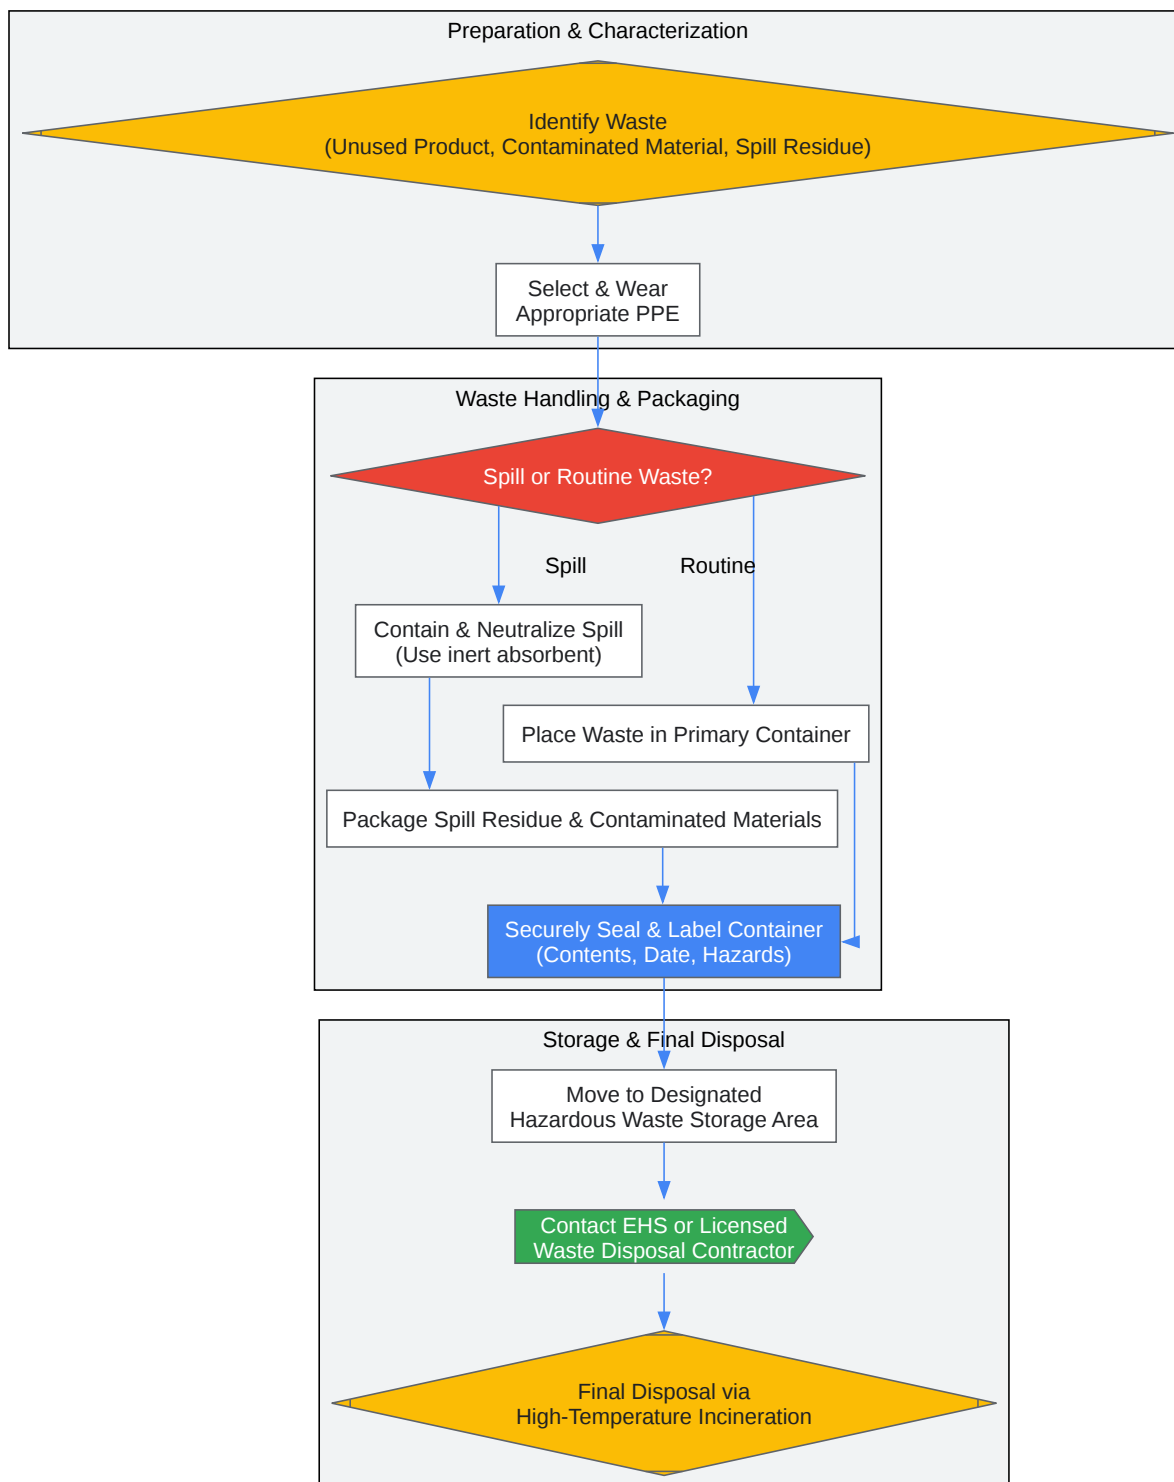 Preparation & Characterization
Identify Waste
(Unused Product, Contaminated Material, Spill Residue)
Select & Wear
Appropriate PPE
Waste Handling & Packaging
Spill or Routine Waste?
Spill
Routine
Contain & Neutralize Spill
(Use inert absorbent)
Place Waste in Primary Container
Package Spill Residue & Contaminated Materials
Securely Seal & Label Container
(Contents, Date, Hazards)
Storage & Final Disposal
Move to Designated
Hazardous Waste Storage Area
Contact EHS or Licensed
Waste Disposal Contractor
Final Disposal via
High-Temperature Incineration